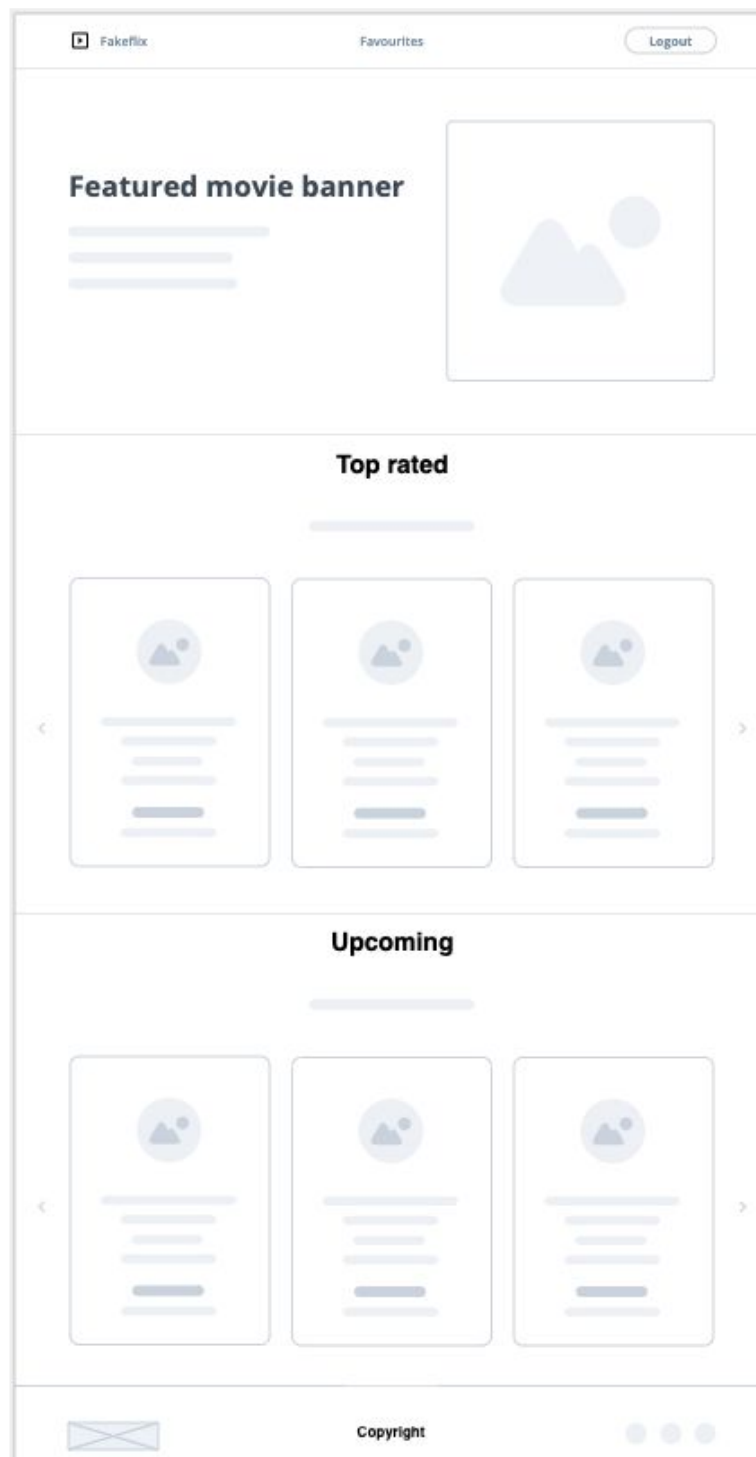 Fakeflix
Favourites
Logout
Featured movie banner
Top rated
Upcoming
Copyright